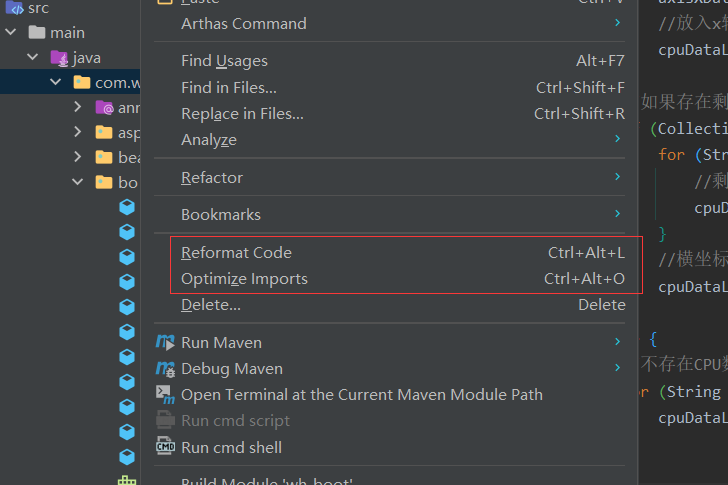 src
main
java
com.w
ann
asp
bea
bo
Paste
Ctrl+V
Arthas Command
Find Usages Alt+F7
Find in Files... Ctrl+Shift+F
Replace in Files... Ctrl+Shift+R
Analyze
Refactor
Bookmarks
Reformat Code Ctrl+Alt+L
Optimize Imports Ctrl+Alt+O
Delete... Delete
Run Maven
Debug Maven
Open Terminal at the Current Maven Module Path
Run cmd script
Run cmd shell
Build Module 'wh-boot'
//放入x
cpuDataL
如果存在剩
(Collecti
for (Str
//剩
cpuD
}
//横坐标
cpuDataL
{
不存在CPU数
r (String
cpuDataL